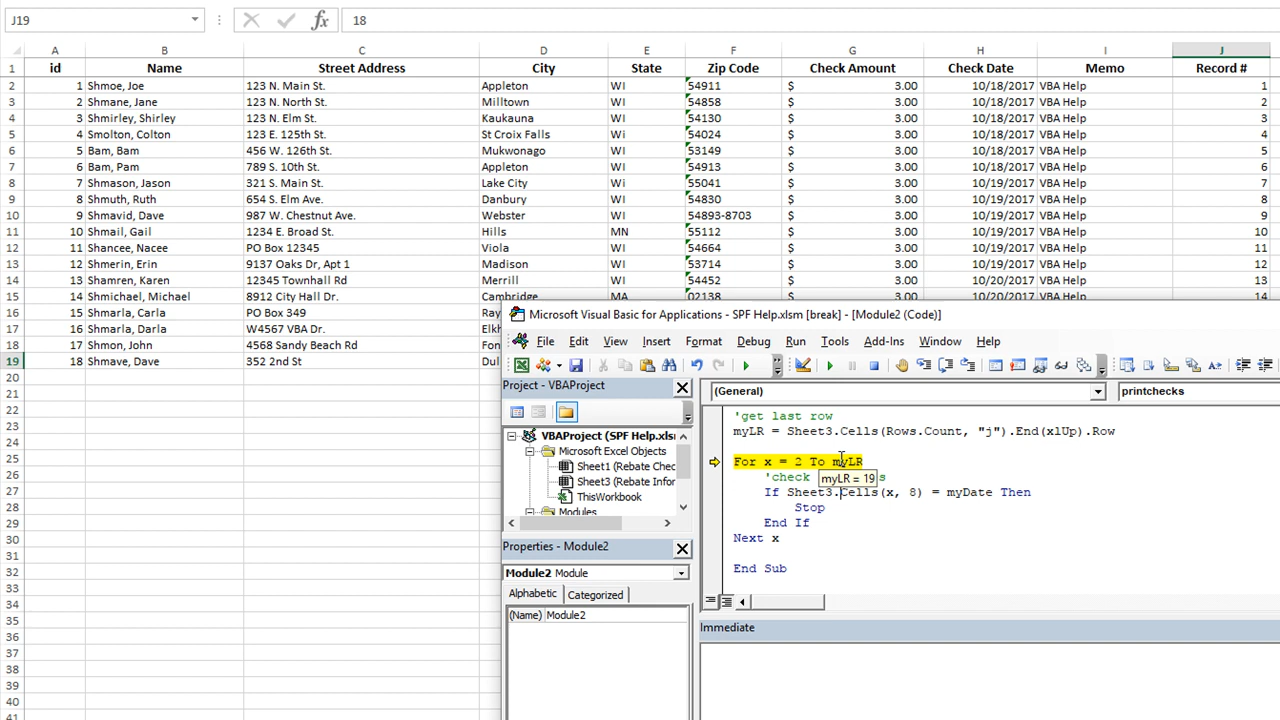 J19 18
A B C D E F G H I J
1 id Name Street Address City State Zip Code Check Amount Check Date Memo Record #
2 1 Shmoe, Joe 123 N. Main St. Appleton WI 54911 $ 3.00 10/18/2017 VBA Help 1
3 2 Shmane, Jane 123 N. North St. Milltown WI 54858 $ 3.00 10/18/2017 VBA Help 2
4 3 Shmirley, Shirley 123 N. Elm St. Kaukauna WI 54130 $ 3.00 10/18/2017 VBA Help 3
5 4 Smolton, Colton 123 E. 125th St. St Croix Falls Wi 54024 $ 3.00 10/18/2017 VBA Help 4
6 5 Bam, Bam 456 W. 126th St. Mukwonago WI 53149 $ 3.00 10/18/2017 VBA Help 5
7 6 Bam, Pam 789 S. 10th St. Appleton WI 54913 $ 3.00 10/18/2017 VBA Help 6
8 7 Shmason, Jason 321 S. Main St. Lake City Wi 55041 $ 3.00 10/19/2017 VBA Help 7
9 8 Shmuth, Ruth 654 S. Elm Ave. Danbury WI 54830 $ 3.00 10/19/2017 VBA Help 8
10 9 Shmavid, Dave 987 W. Chestnut Ave. Webster WI 54893-8703 $ 3.00 10/19/2017 VBA Help 9
11 10 Shmail, Gail 1234 E. Broad St. Hills MN 55112 $ 3.00 10/19/2017 VBA Help 10
12 11 Shancee, Nacee PO Box 12345 Viola WI 54664 $ 3.00 10/19/2017 VBA Help 11
13 12 Shmerin, Erin 9137 Oaks Dr, Apt 1 Madison WI 53714 $ 3.00 10/19/2017 VBA Help 12
14 13 Shamren, Karen 12345 Townhall Rd Merrill WI 54452 $ 3.00 10/20/2017 VBA Help 13
15 14 Shmichael, Michael 8912 City Hall Dr. Cambridge MA 02138 $ 3.00 10/20/2017 VBA Help 14
16 15 Shmarla, Carla PO Box 349 Ray
17 16 Shmarla, Darla W4567 VBA Dr. Elkh
18 17 Shmon, John 4568 Sandy Beach Rd Fon
19 18 Shmave, Dave 352 2nd St Dul
20
21
22
23
24
25
26
27
28
29
30
31
32
33
34
35
36
37
38
39
40
41
Microsoft Visual Basic for Applications - SPF Help.xlsm [break] - [Module2 (Code)]
File Edit View Insert Format Debug Run Tools Add-Ins Window Help
Project - VBAProject
VBAProject (SPF Help.xls
Microsoft Excel Objects
Sheet1 (Rebate Chec
Sheet3 (Rebate Infor
ThisWorkbook
Modules
Properties - Module2
Module2 Module
Alphabetic Categorized
(Name) Module2
(General) printchecks
'get last row
myLR = Sheet3.Cells(Rows.Count, "j").End(xlUp).Row
For x = 2 To myLR
'check s
myLR = 19
If Sheet3.Cells(x, 8) = myDate Then
Stop
End If
Next x
End Sub
Immediate